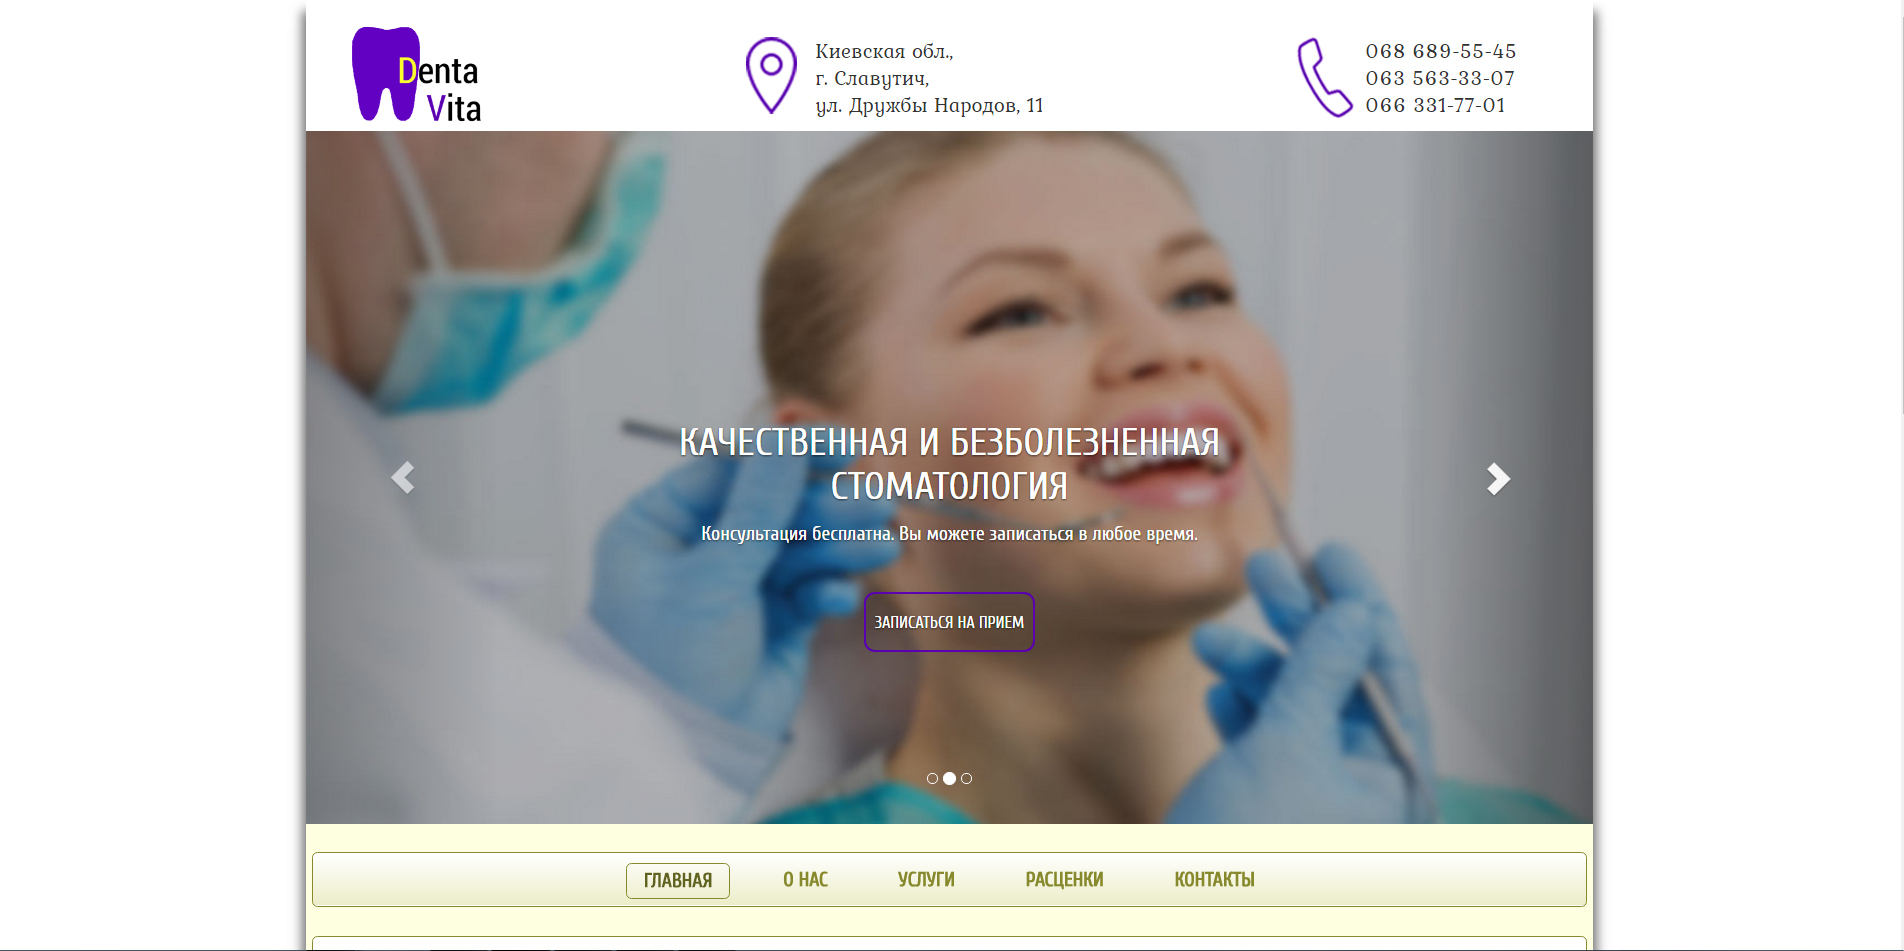 Denta
Vita
Киевская обл.,
г. Славутич,
ул. Дружбы Народов, 11
068 689-55-45
063 563-33-07
066 331-77-01
КАЧЕСТВЕННАЯ И БЕЗБОЛЕЗНЕННАЯ
СТОМАТОЛОГИЯ
Консультация бесплатна. Вы можете записаться в любое время.
ЗАПИСАТЬСЯ НА ПРИЕМ
ГЛАВНАЯ О НАС УСЛУГИ РАСЦЕНКИ КОНТАКТЫ